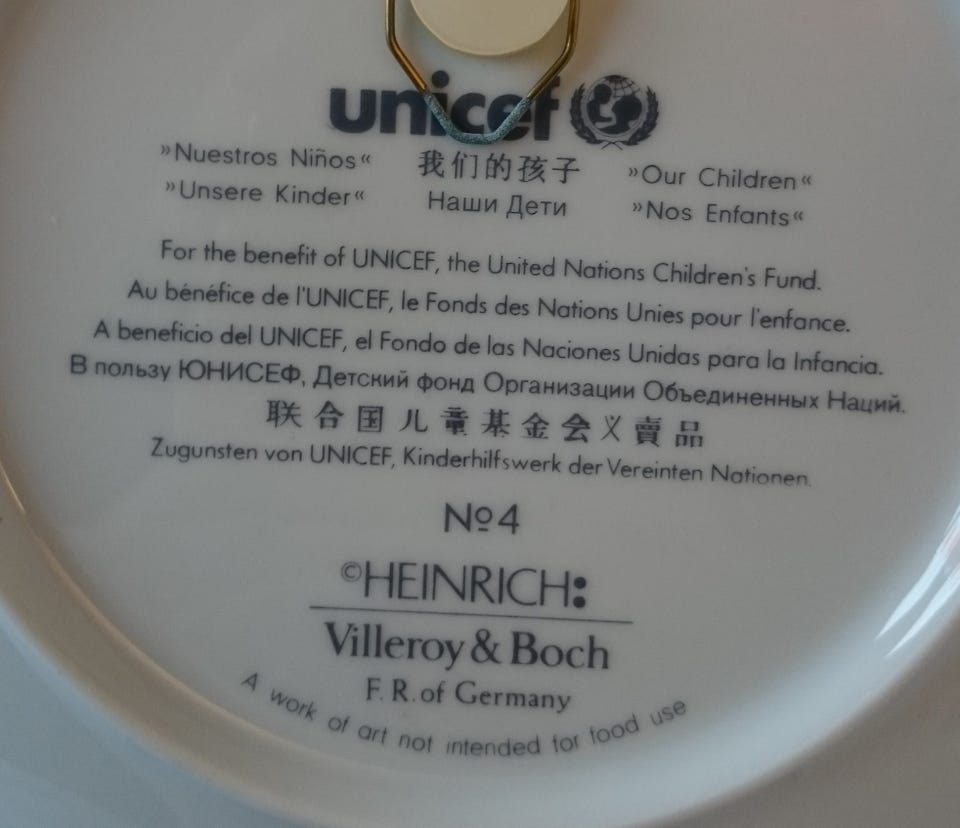 unicef
»Nuestros Niños« 我们的孩子 »Our Children«
»Unsere Kinder« Наши Дети »Nos Enfants«
For the benefit of UNICEF, the United Nations Children's Fund.
Au bénéfice de l'UNICEF, le Fonds des Nations Unies pour l'enfance.
A beneficio del UNICEF, el Fondo de las Naciones Unidas para la Infancia.
В пользу ЮНИСЕФ, Детский фонд Организации Объединенных Наций.
联合国儿童基金会义賣品
Zugunsten von UNICEF, Kinderhilfswerk der Vereinten Nationen.
Nº4
©HEINRICH:
Villeroy & Boch
F. R. of Germany
A work of art not intended for food use